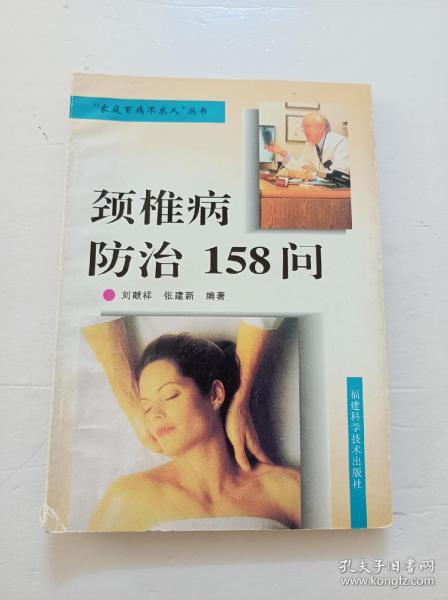 “家庭百病不求人”丛书
颈椎病
防治 158问
刘献祥 张建新 编著
福建科学技术出版社
孔夫子旧书网
www.kongfz.com